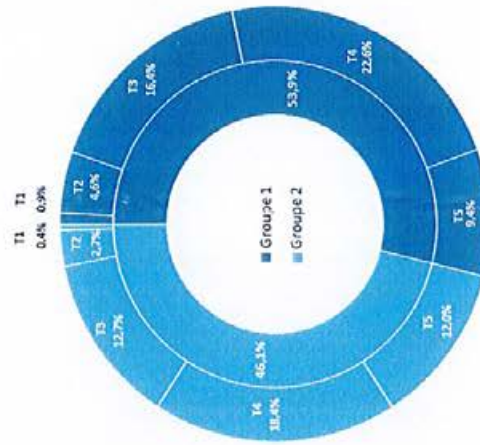 T1
0.4%
T1
0.9%
T2
4,6%
T3
16,4%
T4
22,6%
T5
9,4%
53,9%
T2
2,7%
T3
12,7%
T4
18,4%
T5
12,0%
46,1%
Groupe 1
Groupe 2